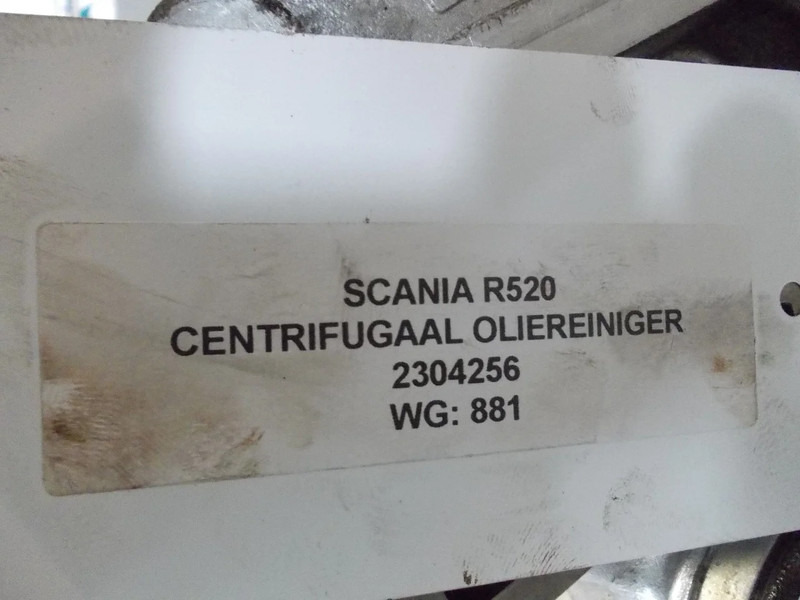 SCANIA R520
CENTRIFUGAAL OLIEREINIGER
2304256
WG: 881